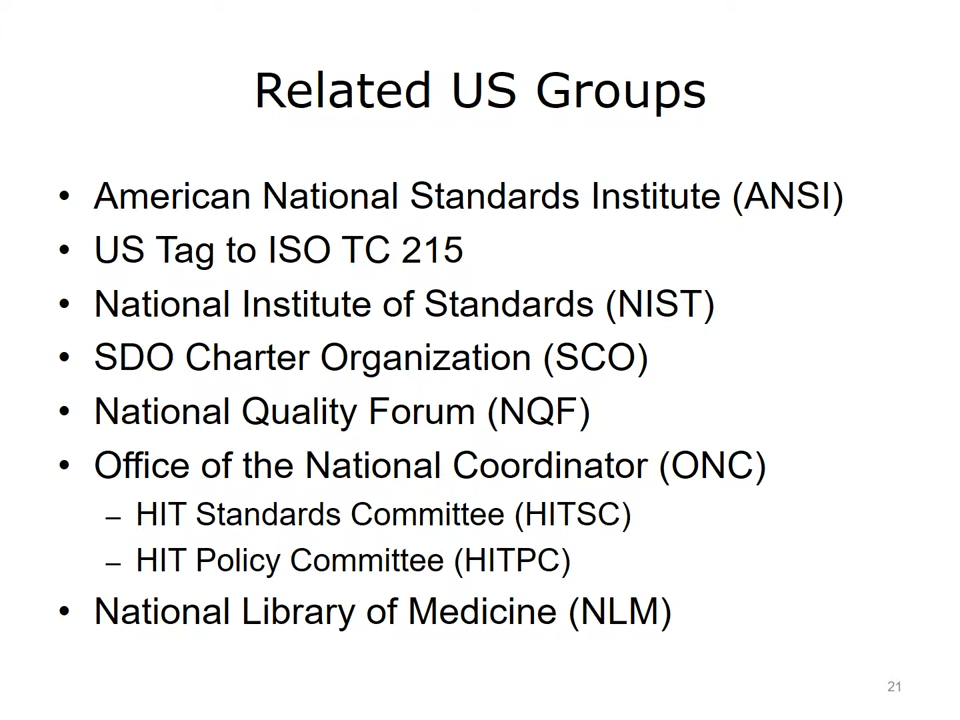 Related US Groups
• American National Standards Institute (ANSI)
• US Tag to ISO TC 215
• National Institute of Standards (NIST)
• SDO Charter Organization (SCO)
• National Quality Forum (NQF)
• Office of the National Coordinator (ONC)
– HIT Standards Committee (HITSC)
– HIT Policy Committee (HITPC)
• National Library of Medicine (NLM)
21